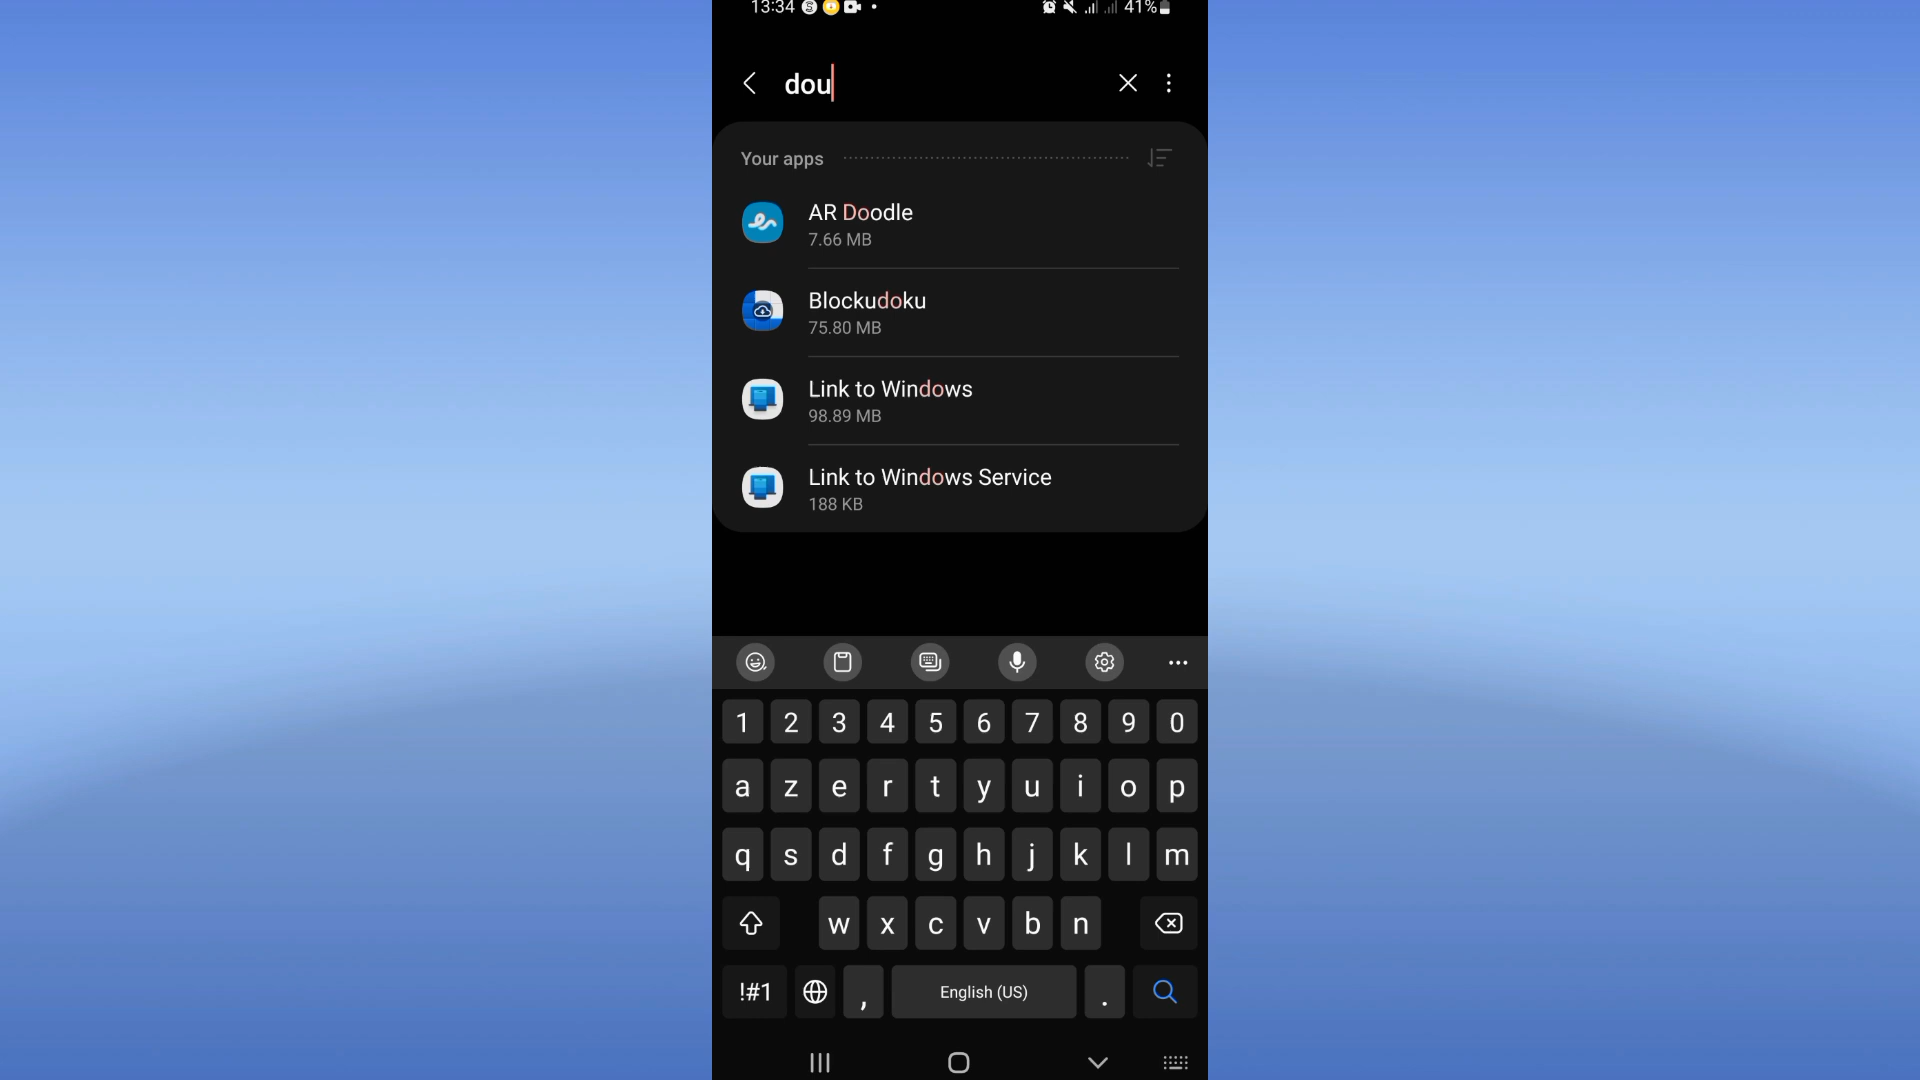 13:34 41%
dou
Your apps
AR Doodle
7.66 MB
Blockudoku
75.80 MB
Link to Windows
98.89 MB
Link to Windows Service
188 KB
1 2 3 4 5 6 7 8 9 0
a z e r t y u i o p
q s d f g h j k l m
w x c v b n
!#1 , English (US) .